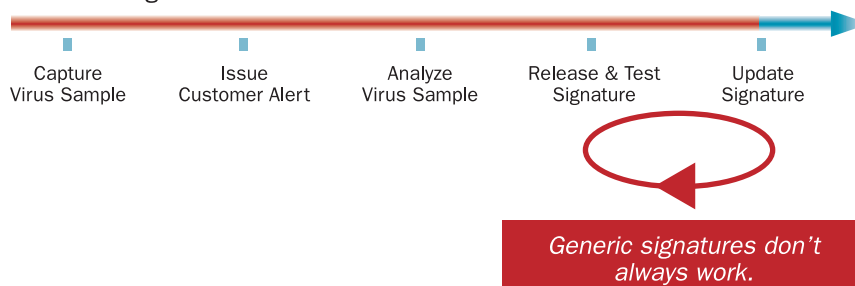 Capture
Virus Sample
Issue
Customer Alert
Analyze
Virus Sample
Release & Test
Signature
Update
Signature
Generic signatures don’t
always work.